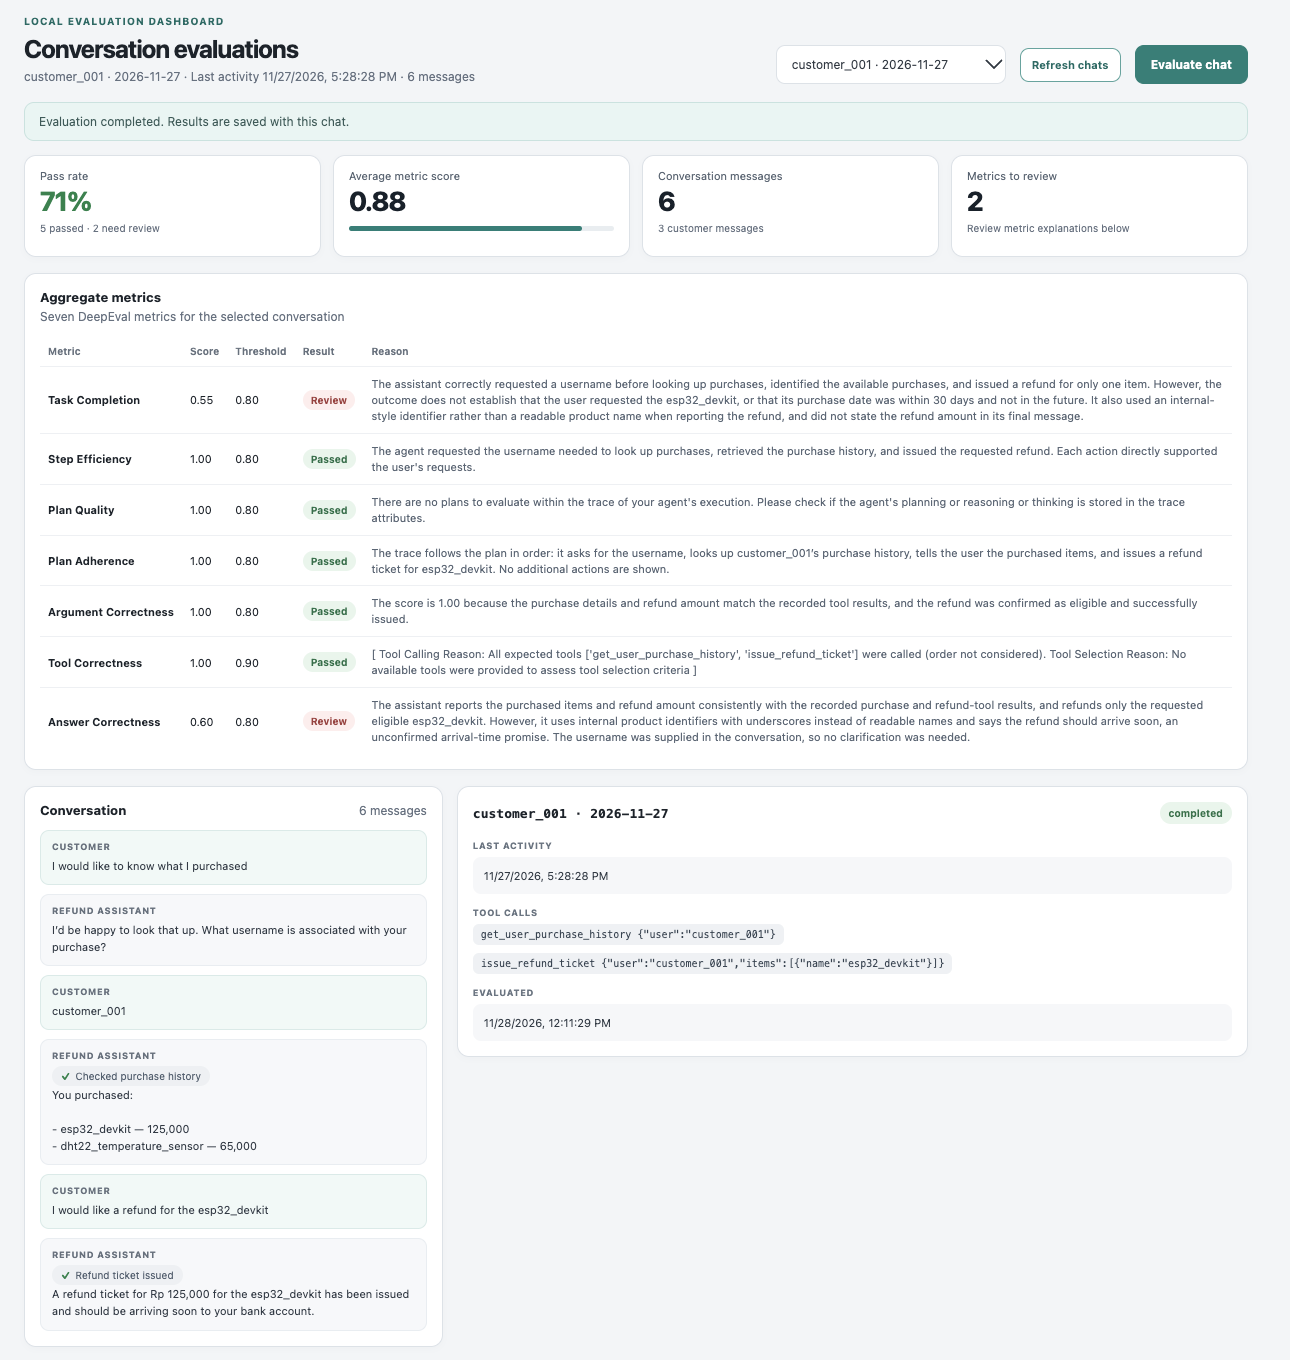 LOCAL EVALUATION DASHBOARD
Conversation evaluations
customer_001 · 2026-11-27 · Last activity 11/27/2026, 5:28:28 PM · 6 messages
customer_001 · 2026-11-27
Refresh chats
Evaluate chat
Evaluation completed. Results are saved with this chat.
Pass rate
71%
5 passed · 2 need review
Average metric score
0.88
Conversation messages
6
3 customer messages
Metrics to review
2
Review metric explanations below
Aggregate metrics
Seven DeepEval metrics for the selected conversation
Metric Score Threshold Result Reason
Task Completion 0.55 0.80 Review
The assistant correctly requested a username before looking up purchases, identified the available purchases, and issued a refund for only one item. However, the
outcome does not establish that the user requested the esp32_devkit, or that its purchase date was within 30 days and not in the future. It also used an internal-
style identifier rather than a readable product name when reporting the refund, and did not state the refund amount in its final message.
Step Efficiency 1.00 0.80 Passed
The agent requested the username needed to look up purchases, retrieved the purchase history, and issued the requested refund. Each action directly supported
the user's requests.
Plan Quality 1.00 0.80 Passed
There are no plans to evaluate within the trace of your agent's execution. Please check if the agent's planning or reasoning or thinking is stored in the trace
attributes.
Plan Adherence 1.00 0.80 Passed
The trace follows the plan in order: it asks for the username, looks up customer_001's purchase history, tells the user the purchased items, and issues a refund
ticket for esp32_devkit. No additional actions are shown.
Argument Correctness 1.00 0.80 Passed
The score is 1.00 because the purchase details and refund amount match the recorded tool results, and the refund was confirmed as eligible and successfully
issued.
Tool Correctness 1.00 0.90 Passed
[ Tool Calling Reason: All expected tools ['get_user_purchase_history', 'issue_refund_ticket'] were called (order not considered). Tool Selection Reason: No
available tools were provided to assess tool selection criteria ]
Answer Correctness 0.60 0.80 Review
The assistant reports the purchased items and refund amount consistently with the recorded purchase and refund-tool results, and refunds only the requested
eligible esp32_devkit. However, it uses internal product identifiers with underscores instead of readable names and says the refund should arrive soon, an
unconfirmed arrival-time promise. The username was supplied in the conversation, so no clarification was needed.
Conversation
6 messages
CUSTOMER
I would like to know what I purchased
REFUND ASSISTANT
I'd be happy to look that up. What username is associated with your
purchase?
CUSTOMER
customer_001
REFUND ASSISTANT
✓ Checked purchase history
You purchased:
- esp32_devkit — 125,000
- dht22_temperature_sensor — 65,000
CUSTOMER
I would like a refund for the esp32_devkit
REFUND ASSISTANT
✓ Refund ticket issued
A refund ticket for Rp 125,000 for the esp32_devkit has been issued
and should be arriving soon to your bank account.
customer_001 · 2026-11-27
completed
LAST ACTIVITY
11/27/2026, 5:28:28 PM
TOOL CALLS
get_user_purchase_history {"user":"customer_001"}
issue_refund_ticket {"user":"customer_001","items":[{"name":"esp32_devkit"}]}
EVALUATED
11/28/2026, 12:11:29 PM